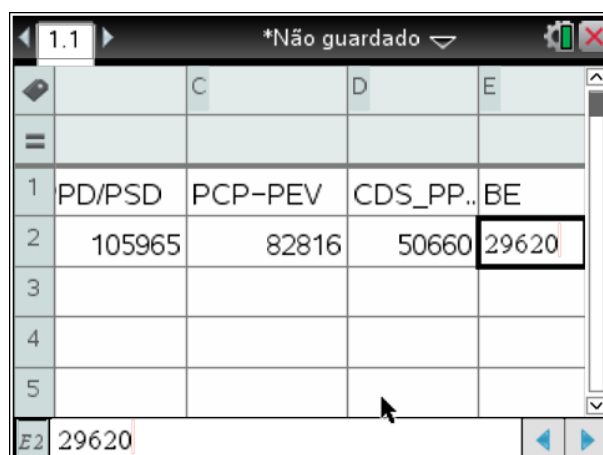 1.1 *Não guardado
C D E
=
1 PD/PSD PCP-PEV CDS_PP.. BE
2 105965 82816 50660 29620
3
4
5
E2 29620